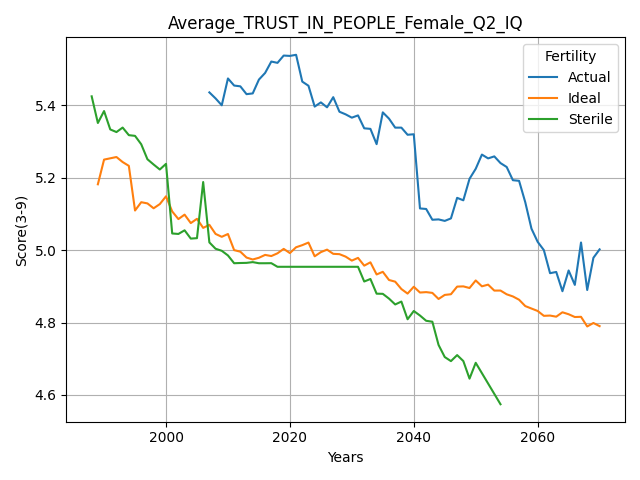 Average_TRUST_IN_PEOPLE_Female_Q2_IQ
Fertility
Actual
Ideal
Sterile
Score(3-9)
5.4
5.2
5.0
4.8
4.6
2000 2020 2040 2060
Years